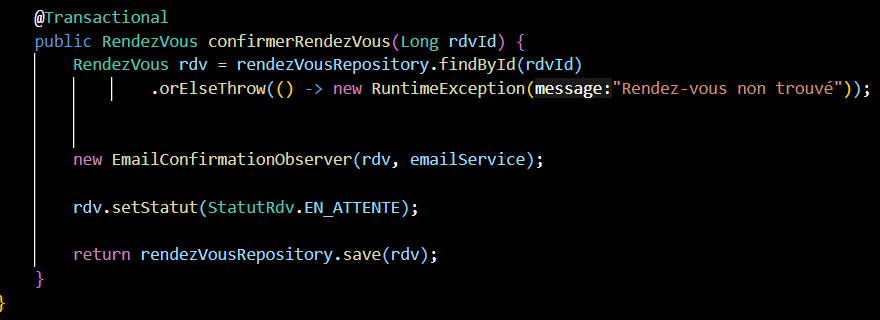 @Transactional
public RendezVous confirmerRendezVous(Long rdvId) {
RendezVous rdv = rendezVousRepository.findById(rdvId)
.orElseThrow(() -> new RuntimeException(message:"Rendez-vous non trouvé"));
new EmailConfirmationObserver(rdv, emailService);
rdv.setStatut(StatutRdv.EN_ATTENTE);
return rendezVousRepository.save(rdv);
}
}